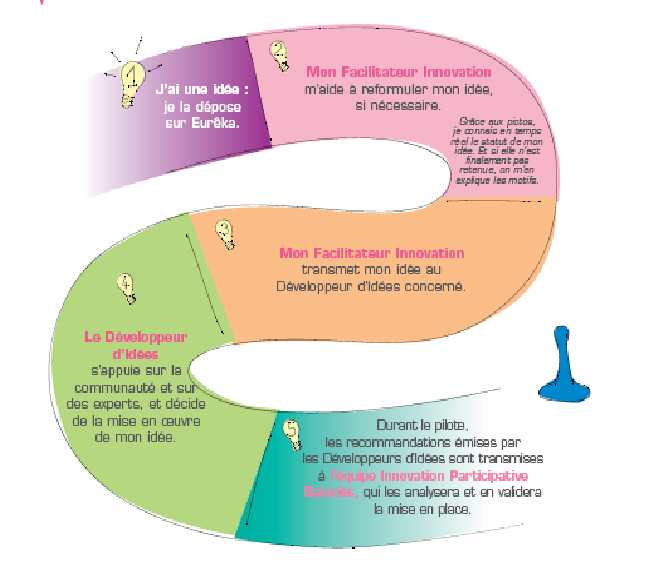 1
J'ai une idée :
je la dépose
sur Eurêka.
2
Mon Facilitateur Innovation
m'aide à reformuler mon idée,
si nécessaire.
Grâce aux pistos,
je connais en temps
réel le statut de mon
idée. Et si elle n'est
finalement pas
retenue, on m'en
explique les motifs.
3
Mon Facilitateur Innovation
transmet mon idée au
Développeur d'Idées concerné.
4
Le Développeur
d'Idées
s'appuie sur la
communauté et sur
des experts, et décide
de la mise en œuvre
de mon idée.
5
Durant le pilote,
les recommandations émises par
les Développeurs d'Idées sont transmises
à l'équipe Innovation Participative
Salariés, qui les analysera et en validera
la mise en place.